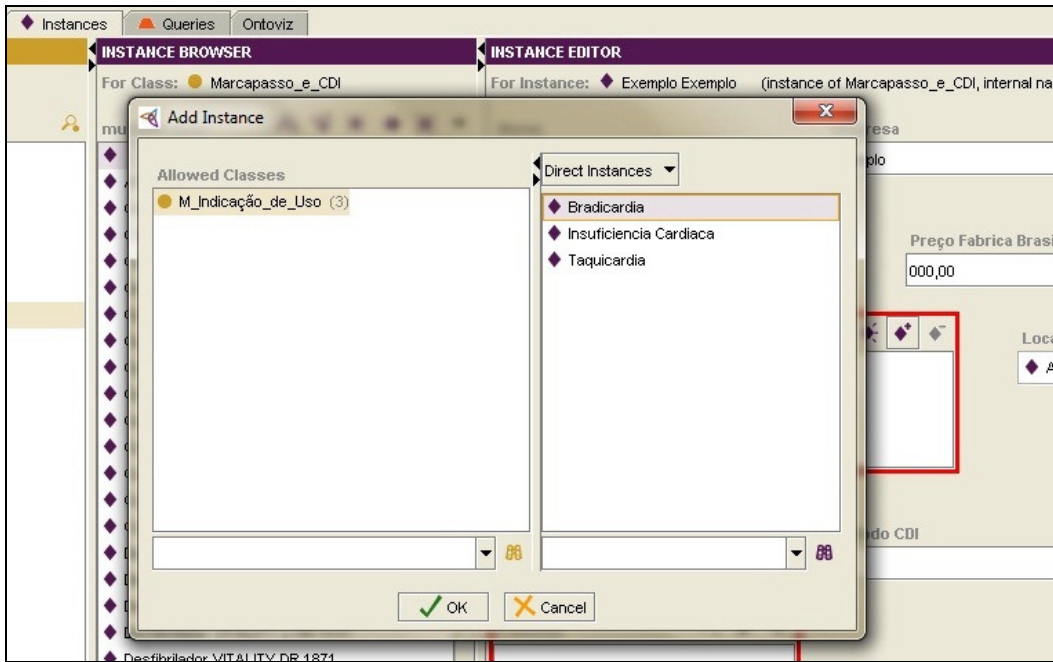 Instances Queries Ontoviz
INSTANCE BROWSER
INSTANCE EDITOR
For Class: Marcapasso_e_CDI
For Instance: Exemplo Exemplo (instance of Marcapasso_e_CDI, internal na
Add Instance
Allowed Classes
M_Indicação_de_Uso (3)
Direct Instances
Bradicardia
Insuficiencia Cardiaca
Taquicardia
Preço Fabrica Brasi
000,00
CDI
OK Cancel
Desfibrilador VITALITY DR 1871